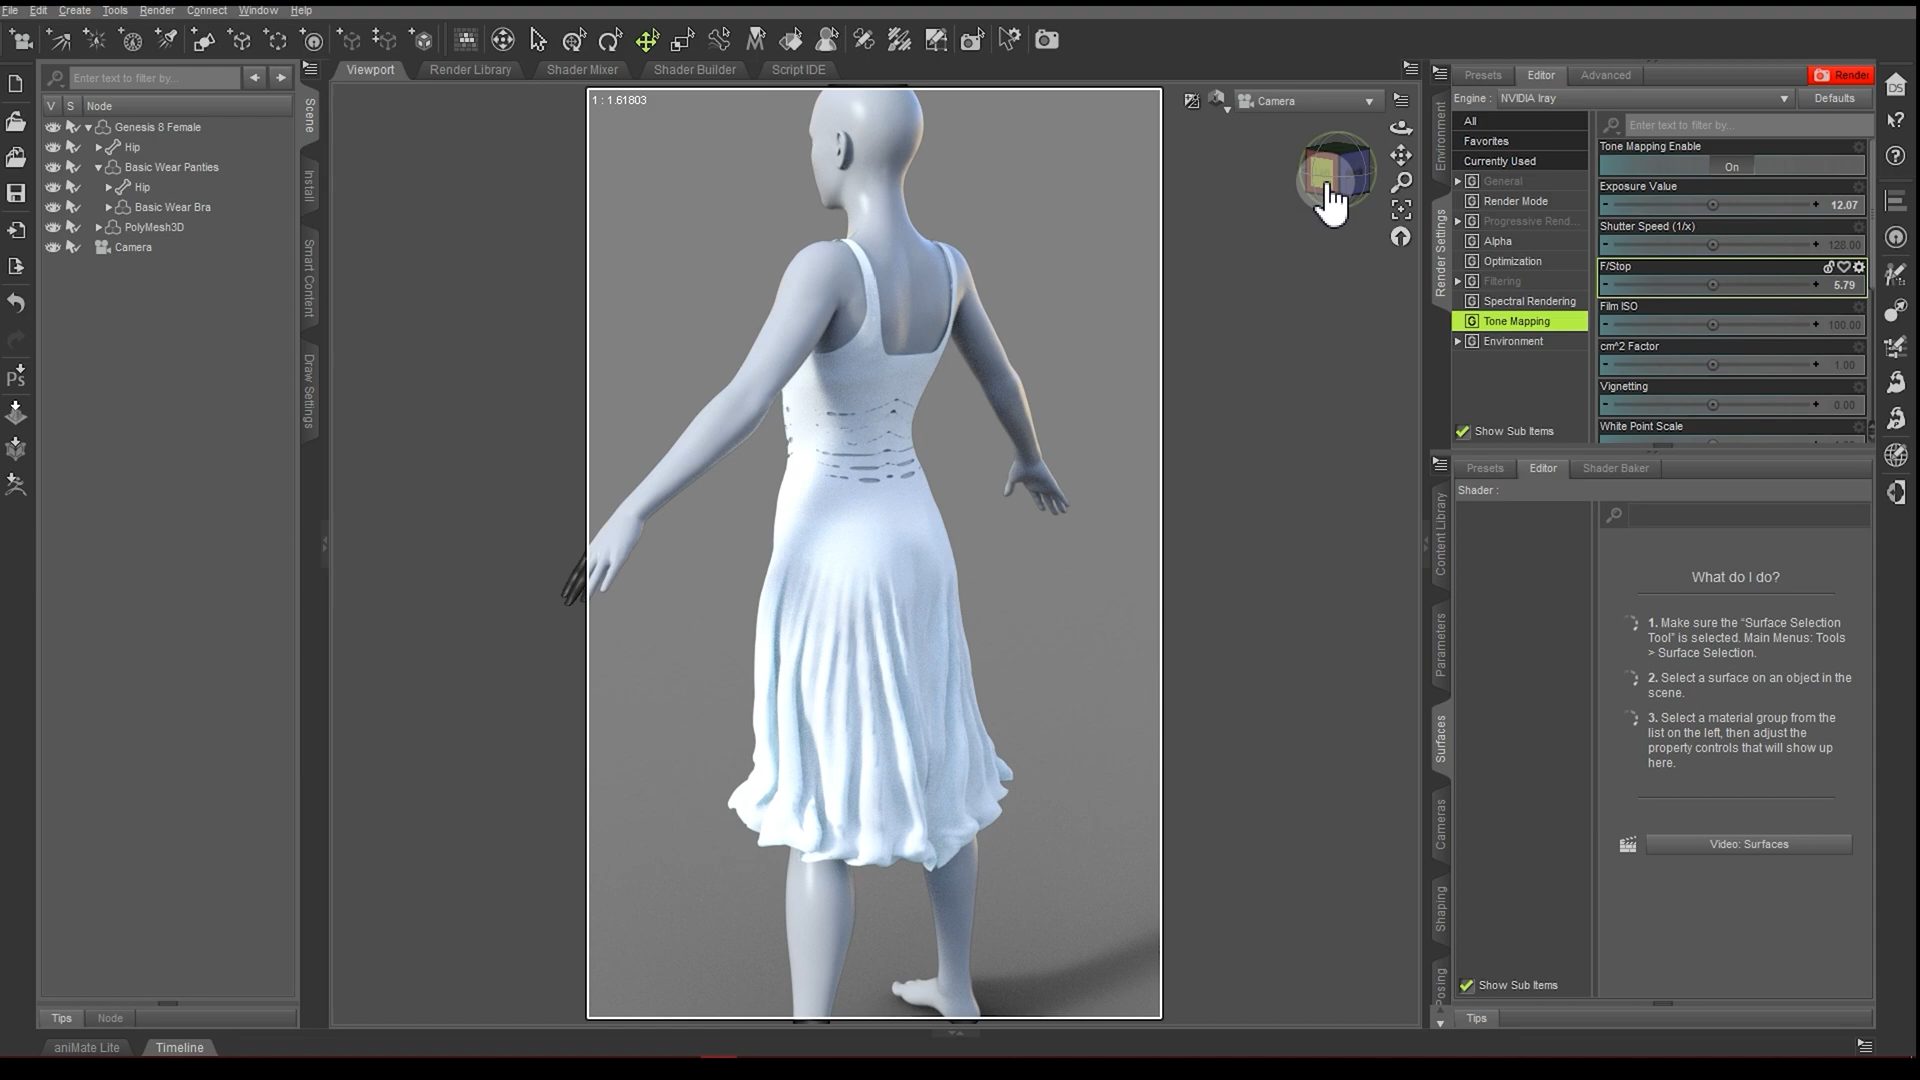 File Edit Create Tools Render Connect Window Help
Viewport Render Library Shader Mixer Shader Builder Script IDE
Enter text to filter by...
V S Node
Genesis 8 Female
Hip
Basic Wear Panties
Hip
Basic Wear Bra
PolyMesh3D
Camera
Tips Node
aniMate Lite Timeline
Scene
Install
Smart Content
Draw Settings
Ps
1 : 1.61803
Camera
Environment
Render Settings
Presets Editor Advanced Render
Engine : NVIDIA Iray Defaults
All
Favorites
Currently Used
G General
G Render Mode
G Progressive Rend...
G Alpha
G Optimization
G Filtering
G Spectral Rendering
G Tone Mapping
G Environment
Show Sub Items
Enter text to filter by...
Tone Mapping Enable
On
Exposure Value
- + 12.07
Shutter Speed (1/x)
- + 128.00
F/Stop
- + 5.79
Film ISO
- + 100.00
cm^2 Factor
- + 1.00
Vignetting
- + 0.00
White Point Scale
Content Library
Parameters
Surfaces
Cameras
Shaping
Posing
Presets Editor Shader Baker
Shader :
What do I do?
1. Make sure the “Surface Selection
Tool” is selected. Main Menus: Tools
> Surface Selection.
2. Select a surface on an object in the
scene.
3. Select a material group from the
list on the left, then adjust the
property controls that will show up
here.
Video: Surfaces
Show Sub Items
Tips
DS